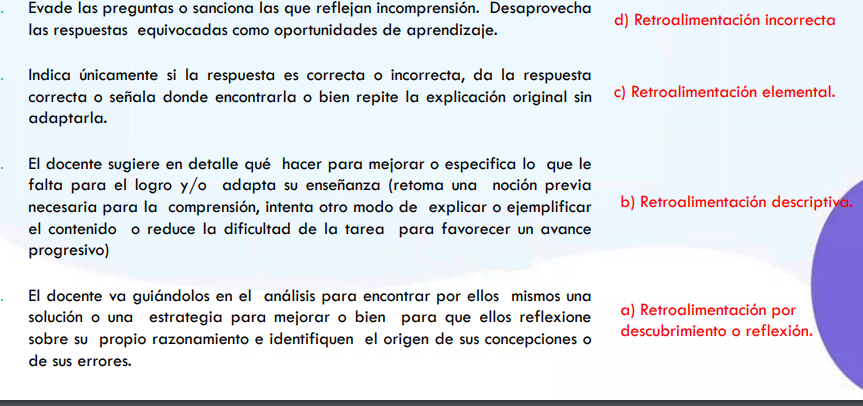 Evade las preguntas o sanciona las que reflejan incomprensión. Desaprovecha
las respuestas equivocadas como oportunidades de aprendizaje.
d) Retroalimentación incorrecta
Indica únicamente si la respuesta es correcta o incorrecta, da la respuesta
correcta o señala donde encontrarla o bien repite la explicación original sin
adaptarla.
c) Retroalimentación elemental.
El docente sugiere en detalle qué hacer para mejorar o especifica lo que le
falta para el logro y/o adapta su enseñanza (retoma una noción previa
necesaria para la comprensión, intenta otro modo de explicar o ejemplificar
el contenido o reduce la dificultad de la tarea para favorecer un avance
progresivo)
b) Retroalimentación descriptiva.
El docente va guiándolos en el análisis para encontrar por ellos mismos una
solución o una estrategia para mejorar o bien para que ellos reflexione
sobre su propio razonamiento e identifiquen el origen de sus concepciones o
de sus errores.
a) Retroalimentación por
descubrimiento o reflexión.